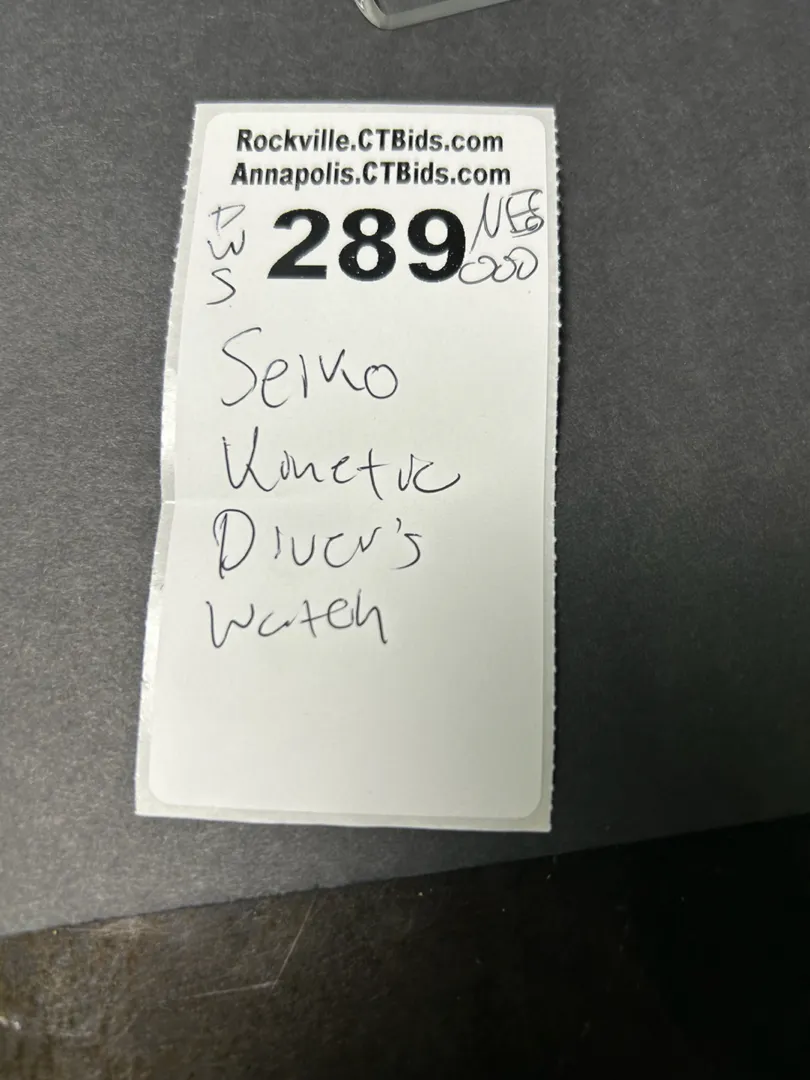 Rockville.CTBids.com
Annapolis.CTBids.com
289
Seiko
Kinetic
Diver's
Watch